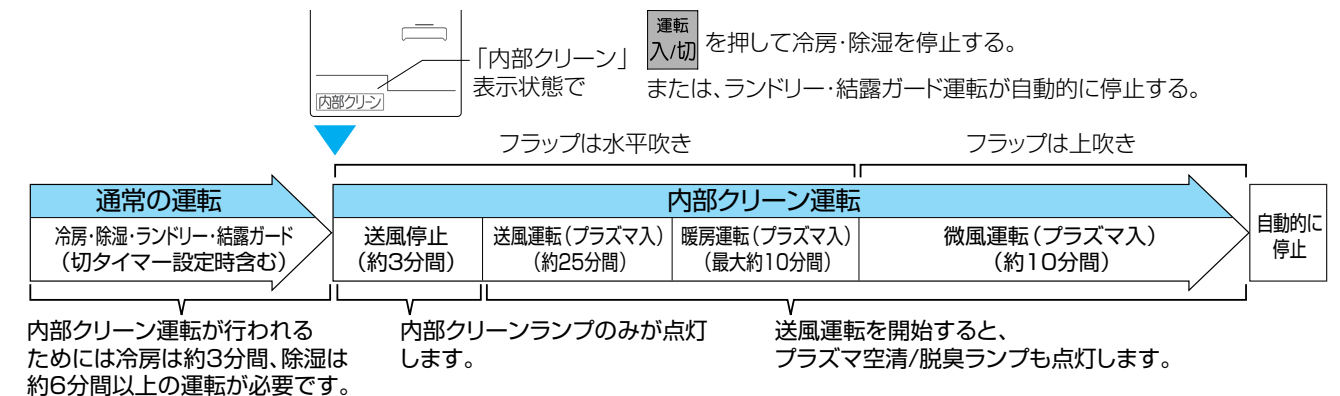 運転
入/切
を押して冷房・除湿を停止する。
「内部クリーン」
表示状態で
または、ランドリー・結露ガード運転が自動的に停止する。
内部クリーン
フラップは水平吹き
フラップは上吹き
通常の運転
内部クリーン運転
冷房・除湿・ランドリー・結露ガード
(切タイマー設定時含む)
送風停止
(約3分間)
送風運転(プラズマ入)
(約25分間)
暖房運転(プラズマ入)
(最大約10分間)
微風運転(プラズマ入)
(約10分間)
自動的に
停止
内部クリーン運転が行われる
ためには冷房は約3分間、除湿は
約6分間以上の運転が必要です。
内部クリーンランプのみが点灯
します。
送風運転を開始すると、
プラズマ空清/脱臭ランプも点灯します。